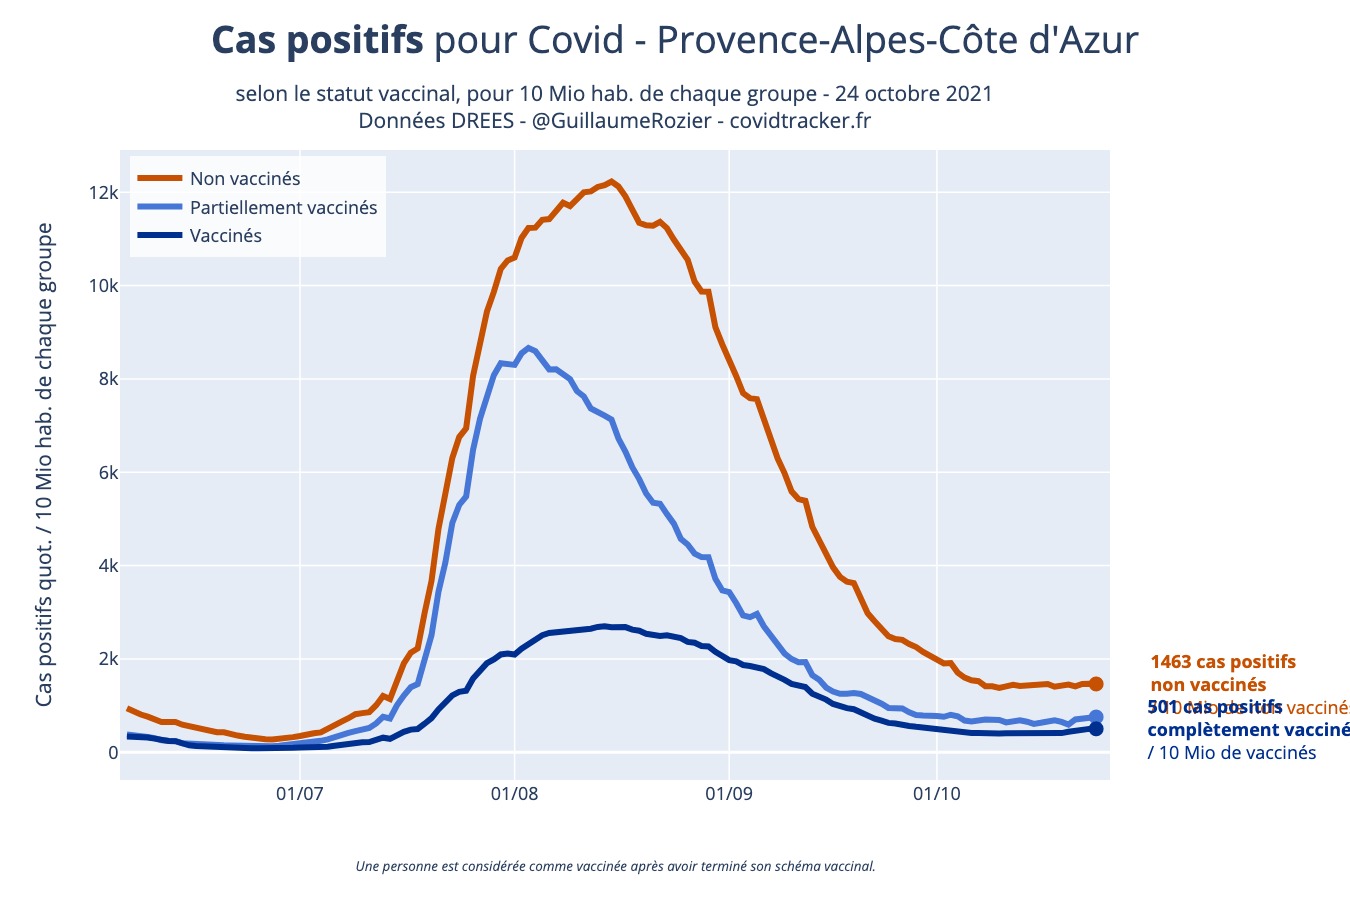 Cas positifs pour Covid - Provence-Alpes-Côte d'Azur
selon le statut vaccinal, pour 10 Mio hab. de chaque groupe - 24 octobre 2021
Données DREES - @GuillaumeRozier - covidtracker.fr
Cas positifs quot. / 10 Mio hab. de chaque groupe
Non vaccinés
Partiellement vaccinés
Vaccinés
12k
10k
8k
6k
4k
2k
0
01/07
01/08
01/09
01/10
1463 cas positifs
non vaccinés
/ 10 Mio de non
501 cas positifs
complètement
/ 10 Mio de vaccinés
Une personne est considérée comme vaccinée après avoir terminé son schéma vaccinal.